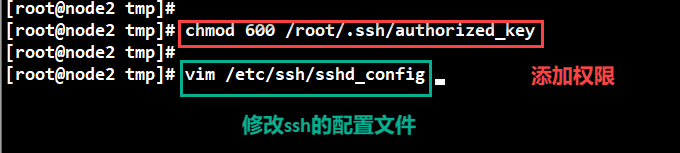 [root@node2 tmp]#
[root@node2 tmp]# chmod 600 /root/.ssh/authorized_key
[root@node2 tmp]#
[root@node2 tmp]# vim /etc/ssh/sshd_config
添加权限
修改ssh的配置文件